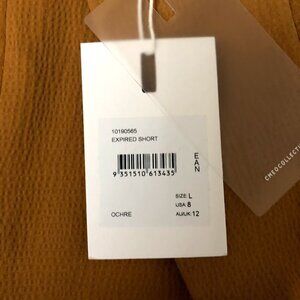 10190565
EXPIRED SHORT
EAN
9 351510 613435
SIZE L
USA 8
OCHRE
AU/UK 12